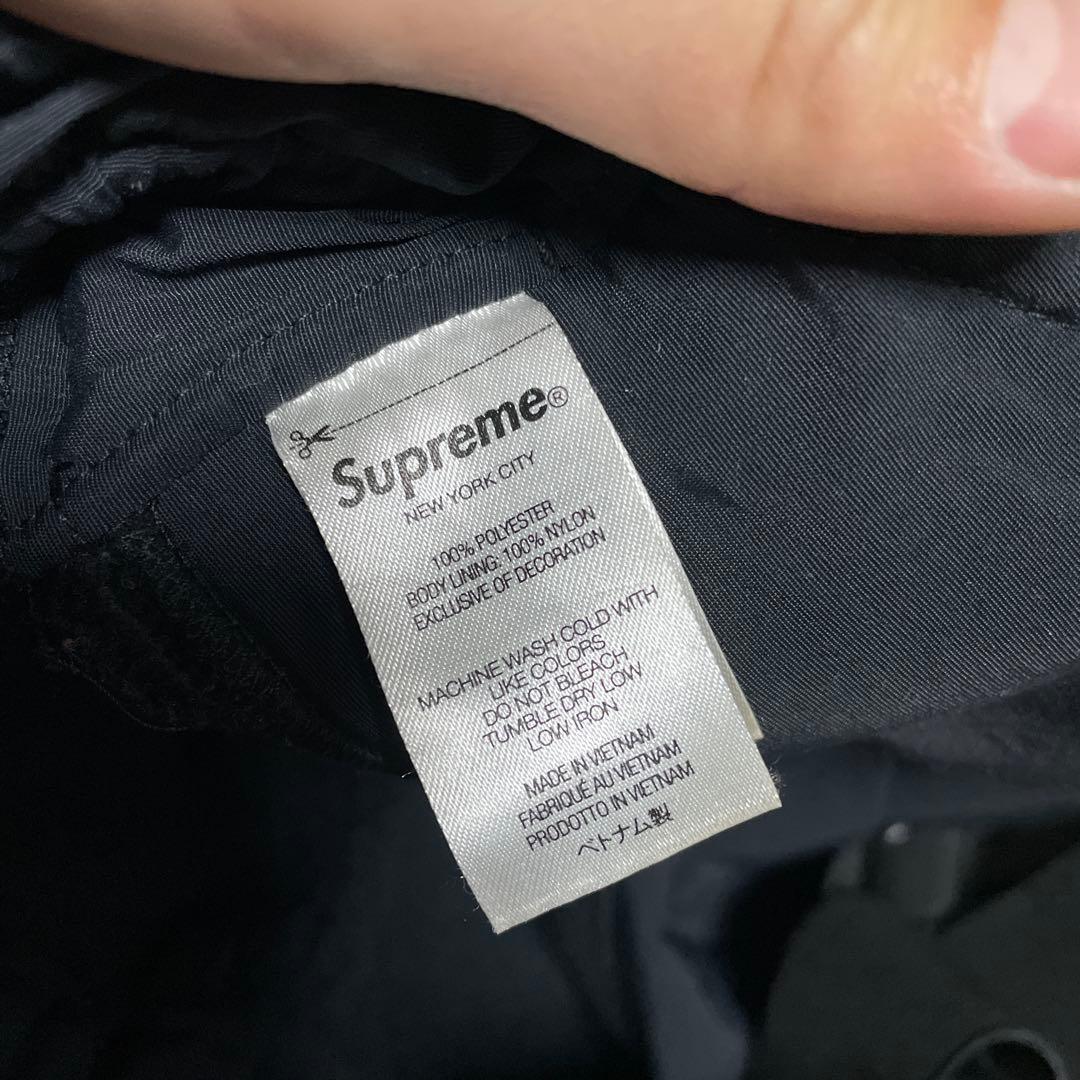 Supreme®
NEW YORK CITY
100% POLYESTER
BODY LINING: 100% NYLON
EXCLUSIVE OF DECORATION
MACHINE WASH COLD WITH
LIKE COLORS
DO NOT BLEACH
TUMBLE DRY LOW
LOW IRON
MADE IN VIETNAM
FABRIQUÉ AU VIETNAM
PRODOTTO IN VIETNAM
ベトナム製